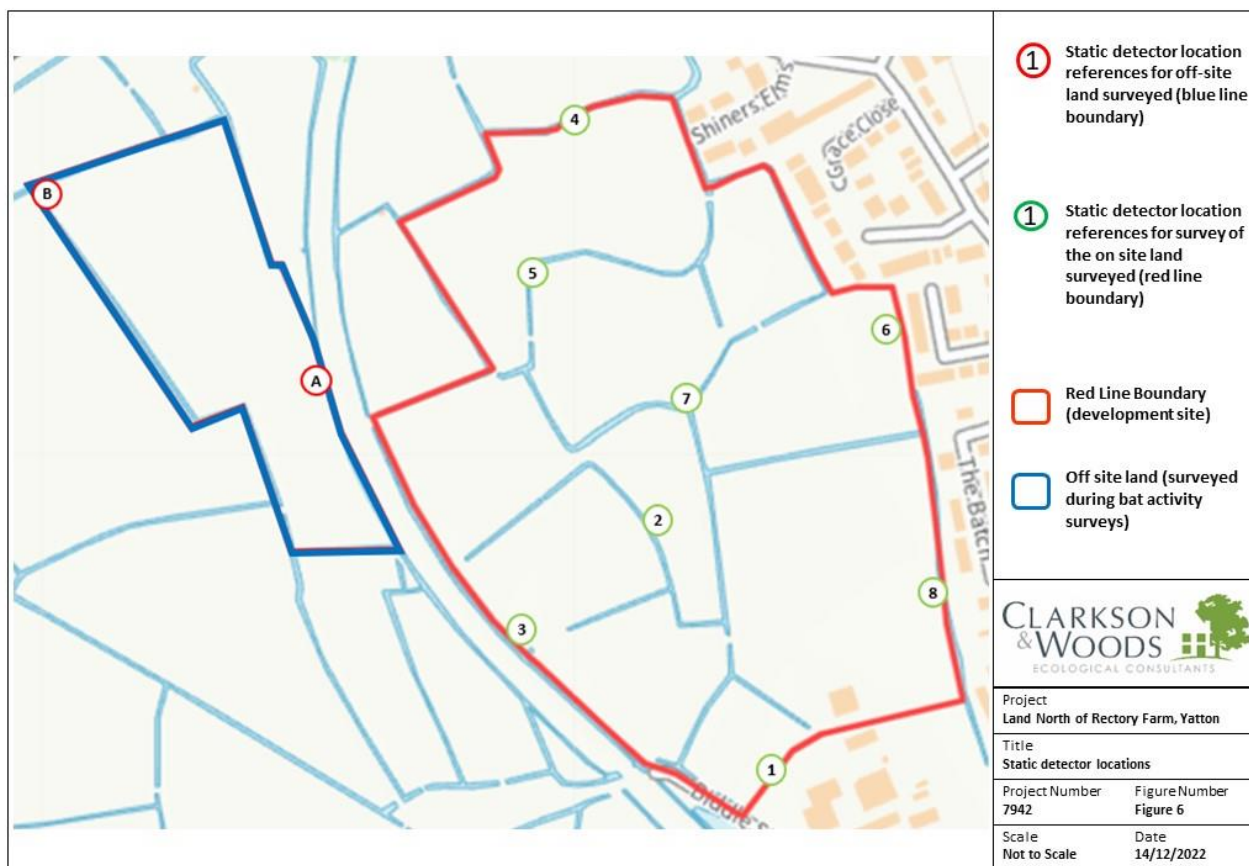 Shiners Elms
Grace Close
The Batch
B
A
4
5
6
7
2
8
3
1
1
Static detector location
references for off-site
land surveyed (blue line
boundary)
1
Static detector location
references for survey of
the on site land
surveyed (red line
boundary)
Red Line Boundary
(development site)
Off site land (surveyed
during bat activity
surveys)
CLARKSON
& WOODS
ECOLOGICAL CONSULTANTS
Project
Land North of Rectory Farm, Yatton
Title
Static detector locations
Project Number Figure Number
7942 Figure 6
Scale Date
Not to Scale 14/12/2022